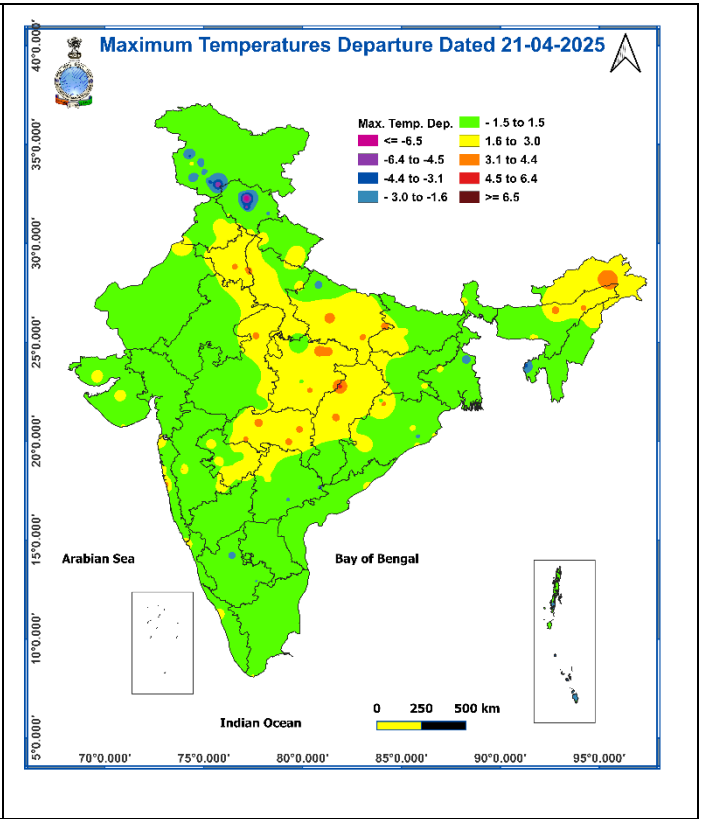 Maximum Temperatures Departure Dated 21-04-2025
Max. Temp. Dep.
<= -6.5
-6.4 to -4.5
-4.4 to -3.1
- 3.0 to -1.6
- 1.5 to 1.5
1.6 to 3.0
3.1 to 4.4
4.5 to 6.4
>= 6.5
40°0.000'
35°0.000'
30°0.000'
25°0.000'
20°0.000'
15°0.000'
10°0.000'
5°0.000'
Arabian Sea
Bay of Bengal
Indian Ocean
0 250 500 km
70°0.000' 75°0.000' 80°0.000' 85°0.000' 90°0.000' 95°0.000'